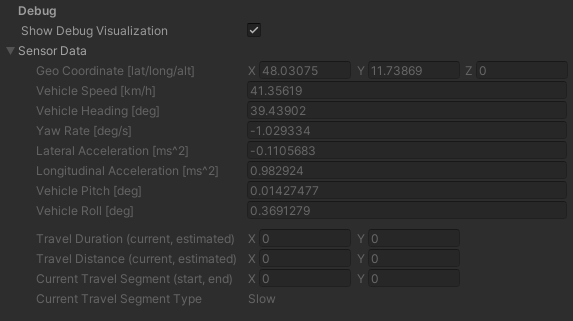 Debug
Show Debug Visualization
Sensor Data
Geo Coordinate [lat/long/alt] X 48.03075 Y 11.73869 Z 0
Vehicle Speed [km/h] 41.35619
Vehicle Heading [deg] 39.43902
Yaw Rate [deg/s] -1.029334
Lateral Acceleration [ms^2] -0.1105683
Longitudinal Acceleration [ms^2] 0.982924
Vehicle Pitch [deg] 0.01427477
Vehicle Roll [deg] 0.3691279
Travel Duration (current, estimated) X 0 Y 0
Travel Distance (current, estimated) X 0 Y 0
Current Travel Segment (start, end) X 0 Y 0
Current Travel Segment Type Slow